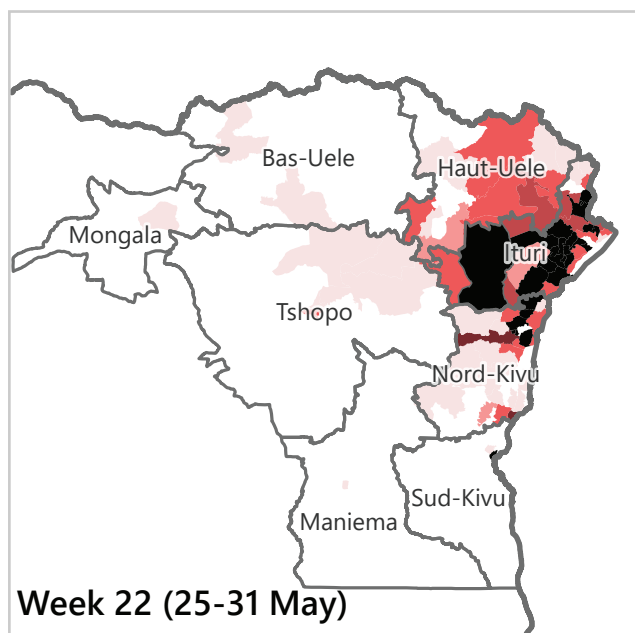 Bas-Uele
Haut-Uele
Mongala
Ituri
Tshopo
Nord-Kivu
Sud-Kivu
Maniema
Week 22 (25-31 May)